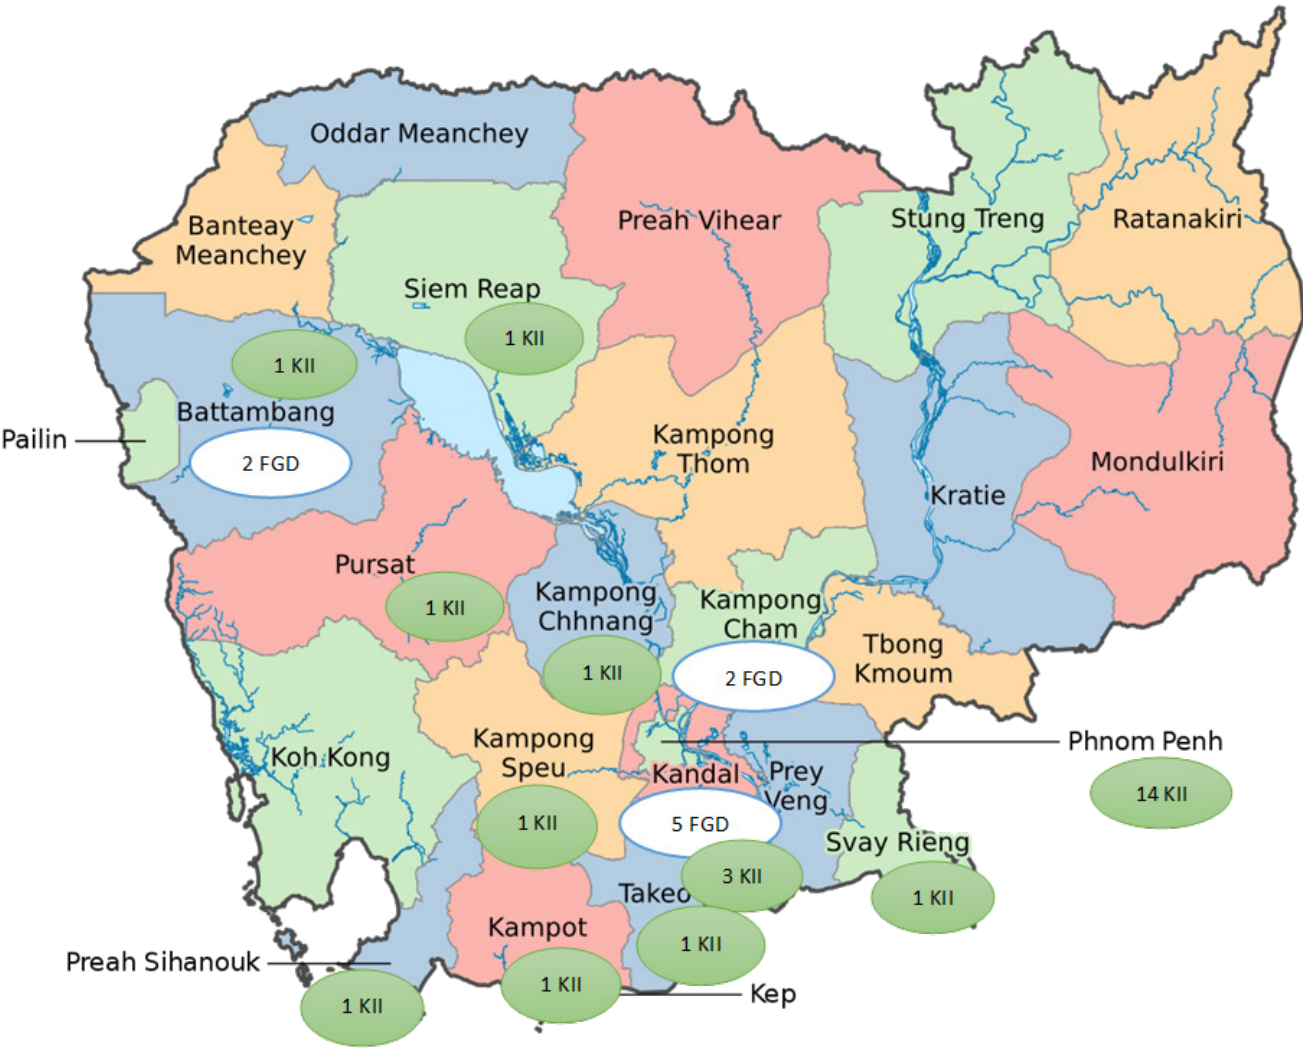 Oddar Meanchey
Preah Vihear
Stung Treng
Ratanakiri
Banteay
Meanchey
Siem Reap
1 KII
1 KII
Battambang
Pailin
2 FGD
Kampong
Thom
Mondulkiri
Kratie
Pursat
1 KII
Kampong
Chhnang
1 KII
Kampong
Cham
2 FGD
Tbong
Kmoum
Koh Kong
Kampong
Speu
1 KII
Kandal
5 FGD
3 KII
Prey
Veng
Phnom Penh
14 KII
Svay Rieng
1 KII
Takeo
1 KII
Kampot
1 KII
Preah Sihanouk
1 KII
Kep